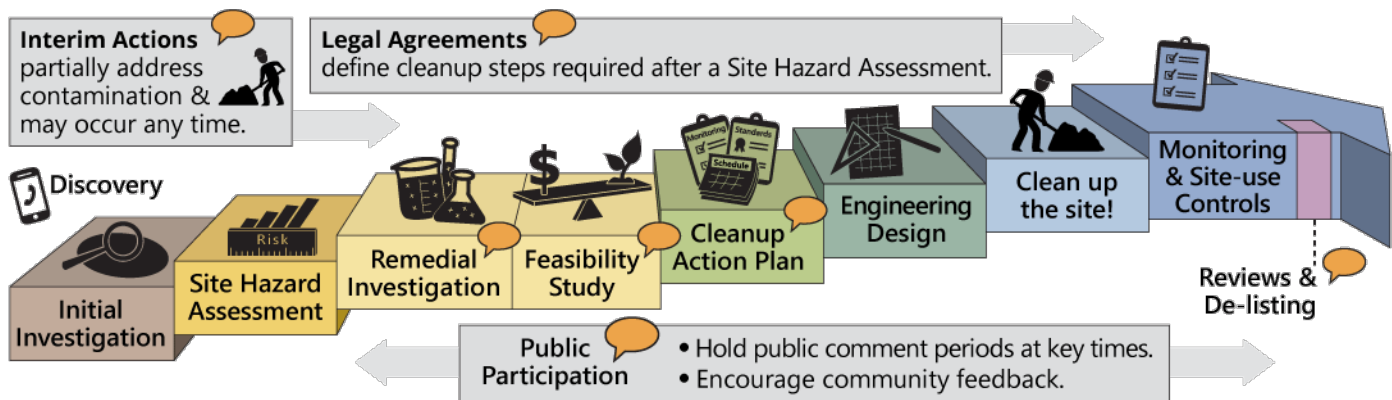 Interim Actions
partially address
contamination &
may occur any time.
Legal Agreements
define cleanup steps required after a Site Hazard Assessment.
Discovery
Initial
Investigation
Risk
Site Hazard
Assessment
Remedial
Investigation
$
Feasibility
Study
Monitoring
Standards
Schedule
Cleanup
Action Plan
Engineering
Design
Clean up
the site!
Monitoring
& Site-use
Controls
Reviews &
De-listing
Public
Participation
• Hold public comment periods at key times.
• Encourage community feedback.